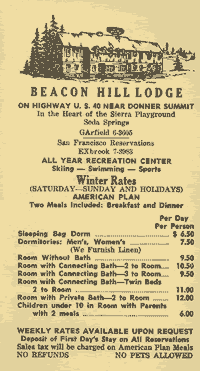 BEACON HILL LODGE
ON HIGHWAY U. S. 40 NEAR DONNER SUMMIT
In the Heart of the Sierra Playground
Soda Springs
GArfield 6-3605
San Francisco Reservations
EXbrook 7-3983
ALL YEAR RECREATION CENTER
Skiing — Swimming — Sports
Winter Rates
(SATURDAY—SUNDAY AND HOLIDAYS)
AMERICAN PLAN
Two Meals Included: Breakfast and Dinner
Per Day
Per Person
Sleeping Bag Dorm $ 6.50
Dormitories: Men's, Women's 7.50
(We Furnish Linen)
Room Without Bath 9.50
Room with Connecting Bath—2 to Room 10.50
Room with Connecting Bath—3 to Room 9.50
Room with Connecting Bath—Twin Beds
2 to Room 11.00
Room with Private Bath—2 to Room 12.00
Children under 10 in Room with Parents
with 2 meals 6.00
WEEKLY RATES AVAILABLE UPON REQUEST
Deposit of First Day's Stay on All Reservations
Sales tax will be charged on American Plan Meals
NO REFUNDS NO PETS ALLOWED